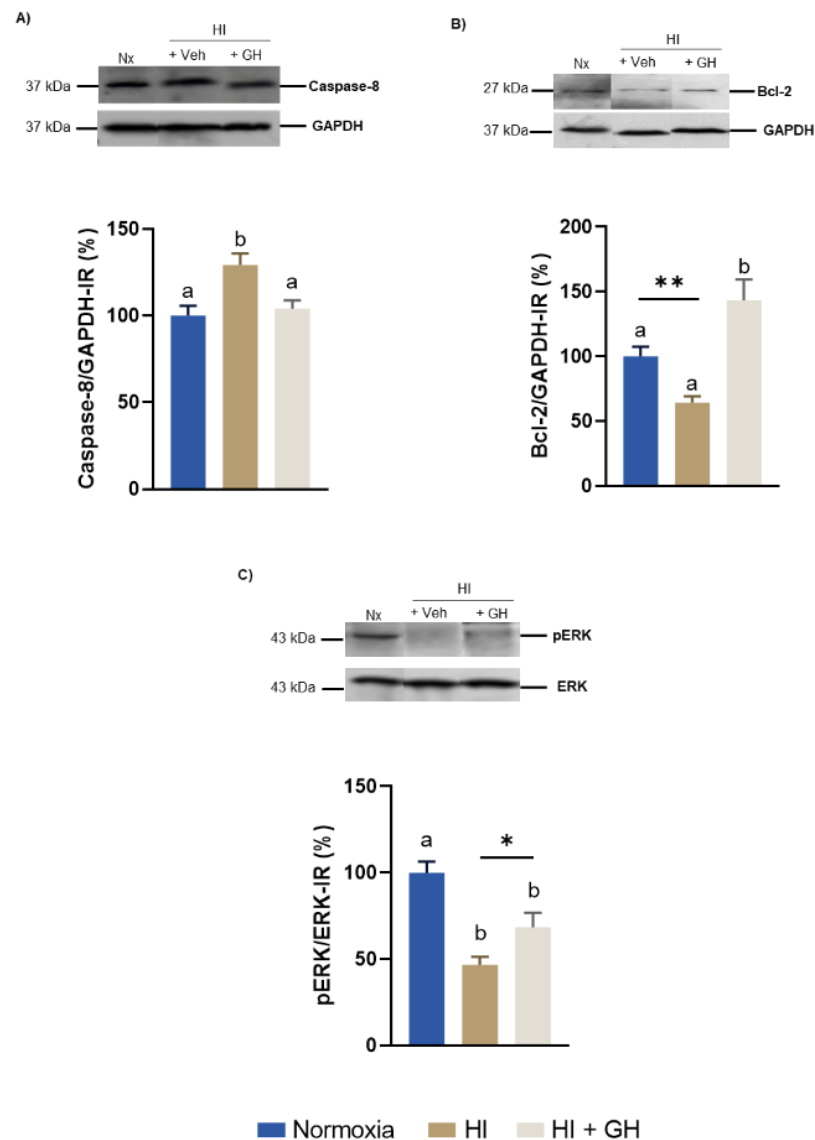 A)
HI
Nx + Veh + GH
37 kDa Caspase-8
37 kDa GAPDH
Caspase-8/GAPDH-IR (%)
150
100
50
0
a b a
B)
HI
Nx + Veh + GH
27 kDa Bcl-2
37 kDa GAPDH
Bcl-2/GAPDH-IR (%)
200
150
100
50
0
**
a a b
C)
HI
Nx + Veh + GH
43 kDa pERK
43 kDa ERK
pERK/ERK-IR (%)
150
100
50
0
*
a b b
Normoxia HI HI + GH